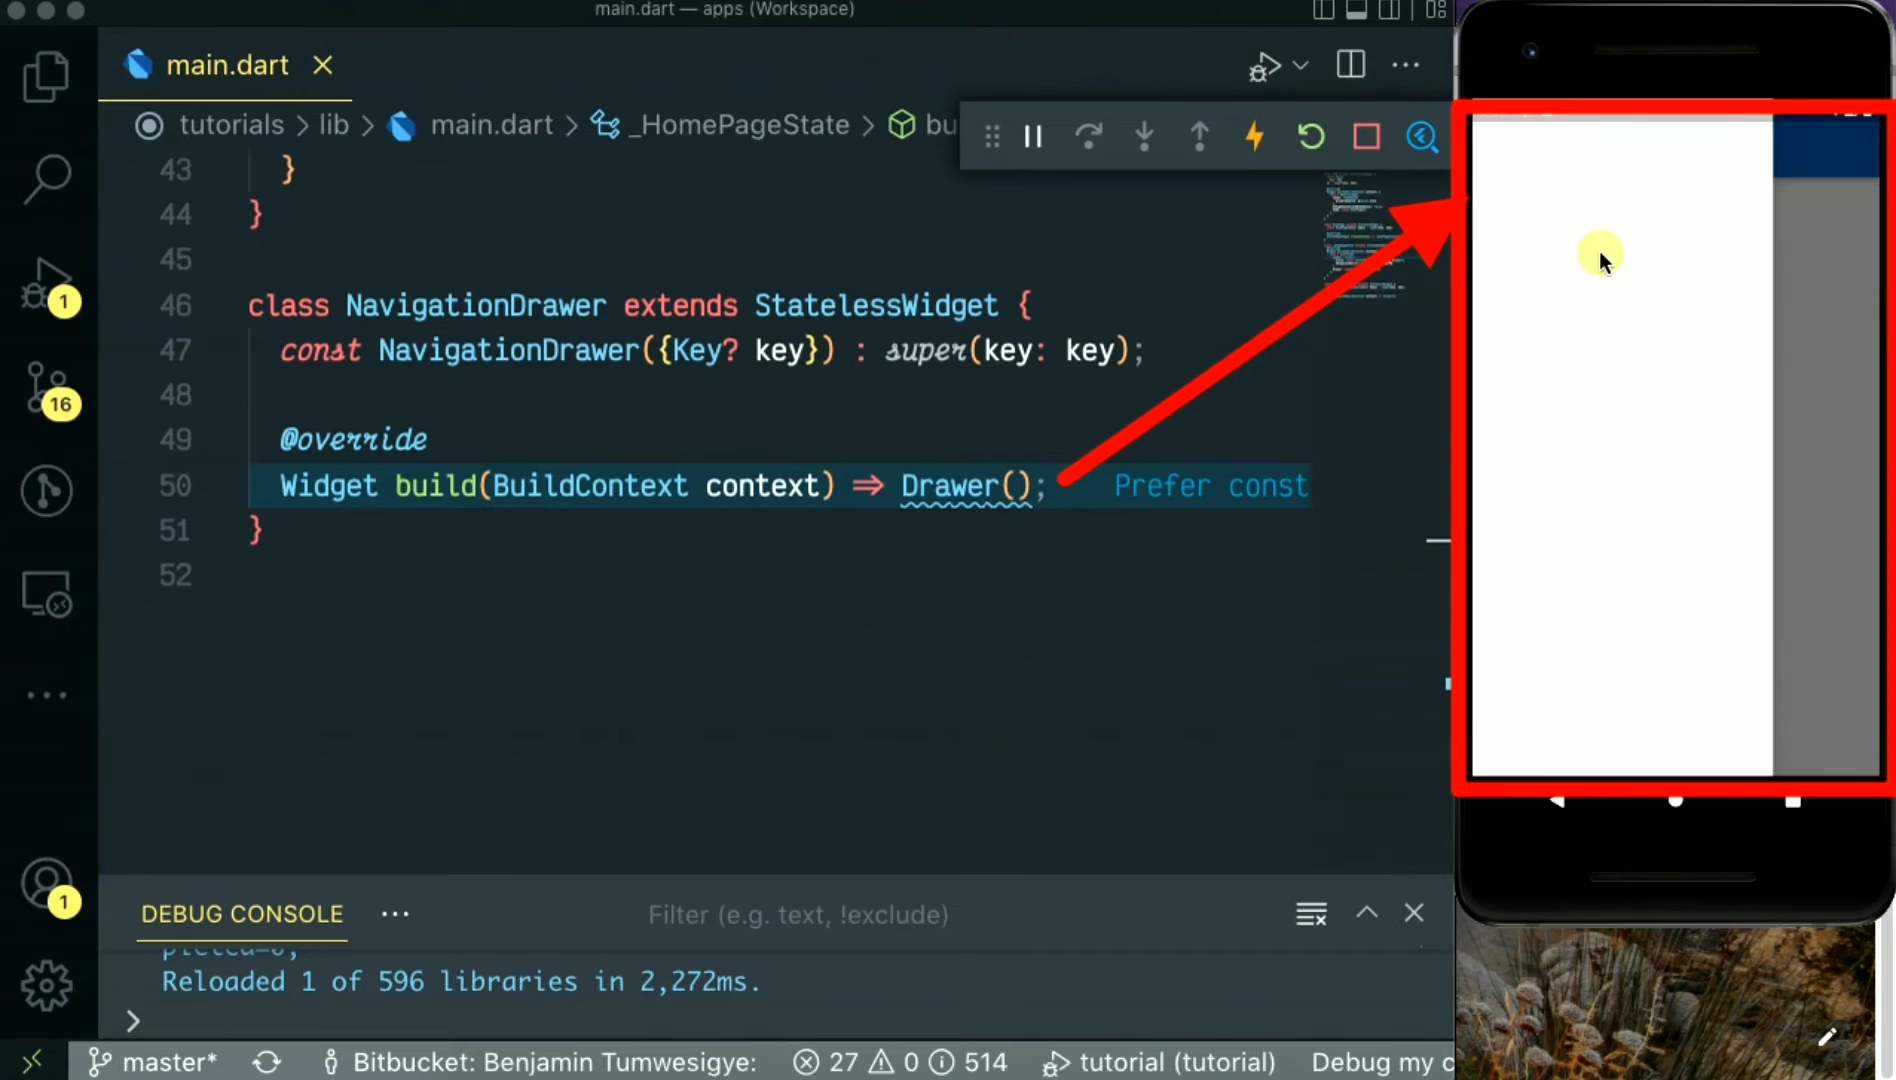 main.dart — apps (Workspace)
main.dart
tutorials > lib > main.dart > _HomePageState > bu
43 }
44 }
45
46 class NavigationDrawer extends StatelessWidget {
47 const NavigationDrawer({Key? key}) : super(key: key);
48
49 @override
50 Widget build(BuildContext context) => Drawer(); Prefer const
51 }
52
1
16
1
DEBUG CONSOLE
Filter (e.g. text, !exclude)
Reloaded 1 of 596 libraries in 2,272ms.
>
master* Bitbucket: Benjamin Tumwesigye: 27 0 514 tutorial (tutorial) Debug my c